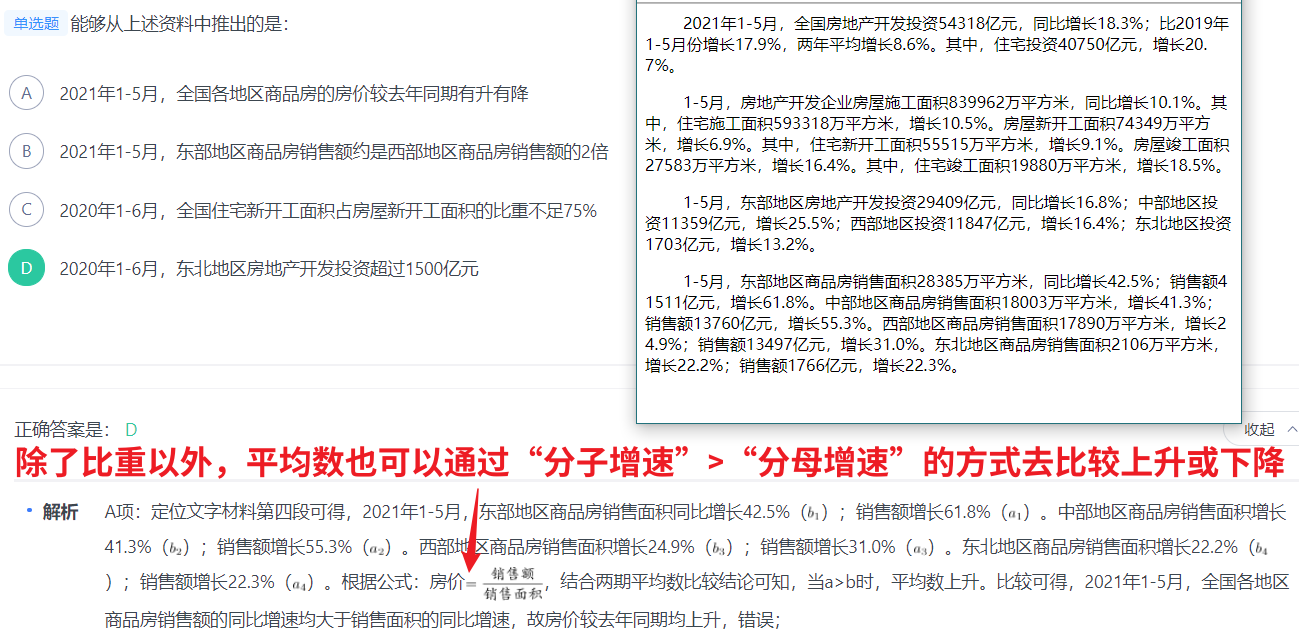 单选题 能够从上述资料中推出的是：
A 2021年1-5月，全国各地区商品房的房价较去年同期有升有降
B 2021年1-5月，东部地区商品房销售额约是西部地区商品房销售额的2倍
C 2020年1-6月，全国住宅新开工面积占房屋新开工面积的比重不足75%
D 2020年1-6月，东北地区房地产开发投资超过1500亿元
2021年1-5月，全国房地产开发投资54318亿元，同比增长18.3%；比2019年
1-5月份增长17.9%，两年平均增长8.6%。其中，住宅投资40750亿元，增长20.
7%。
1-5月，房地产开发企业房屋施工面积839962万平方米，同比增长10.1%。其
中，住宅施工面积593318万平方米，增长10.5%。房屋新开工面积74349万平方
米，增长6.9%。其中，住宅新开工面积55515万平方米，增长9.1%。房屋竣工面积
27583万平方米，增长16.4%。其中，住宅竣工面积19880万平方米，增长18.5%。
1-5月，东部地区房地产开发投资29409亿元，同比增长16.8%；中部地区投
资11359亿元，增长25.5%；西部地区投资11847亿元，增长16.4%；东北地区投资
1703亿元，增长13.2%。
1-5月，东部地区商品房销售面积28385万平方米，同比增长42.5%；销售额4
1511亿元，增长61.8%。中部地区商品房销售面积18003万平方米，增长41.3%；
销售额13760亿元，增长55.3%。西部地区商品房销售面积17890万平方米，增长2
4.9%；销售额13497亿元，增长31.0%。东北地区商品房销售面积2106万平方米，
增长22.2%；销售额1766亿元，增长22.3%。
正确答案是： D
收起
除了比重以外，平均数也可以通过“分子增速”>“分母增速”的方式去比较上升或下降
• 解析 A项：定位文字材料第四段可得，2021年1-5月，东部地区商品房销售面积同比增长42.5%（b₁）；销售额增长61.8%（a₁）。中部地区商品房销售面积增长
41.3%（b₂）；销售额增长55.3%（a₂）。西部地区商品房销售面积增长24.9%（b₃）；销售额增长31.0%（a₃）。东北地区商品房销售面积增长22.2%（b₄
）；销售额增长22.3%（a₄）。根据公式：房价=销售额/销售面积，结合两期平均数比较结论可知，当a>b时，平均数上升。比较可得，2021年1-5月，全国各地区
商品房销售额的同比增速均大于销售面积的同比增速，故房价较去年同期均上升，错误；